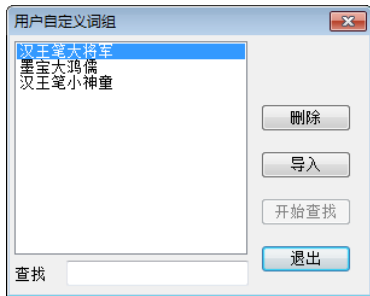 用户自定义词组
汉王笔大将军
墨宝大鸿儒
汉王笔小神童
删除
导入
开始查找
退出
查找